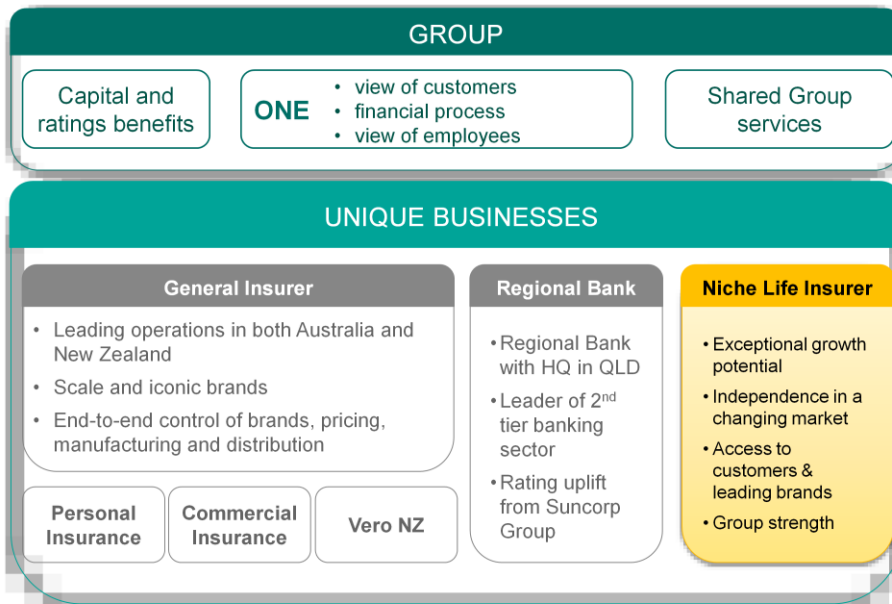 GROUP
Capital and
ratings benefits
ONE
• view of customers
• financial process
• view of employees
Shared Group
services
UNIQUE BUSINESSES
General Insurer
• Leading operations in both Australia and
New Zealand
• Scale and iconic brands
• End-to-end control of brands, pricing,
manufacturing and distribution
Personal
Insurance
Commercial
Insurance
Vero NZ
Regional Bank
• Regional Bank
with HQ in QLD
• Leader of 2nd
tier banking
sector
• Rating uplift
from Suncorp
Group
Niche Life Insurer
• Exceptional growth
potential
• Independence in a
changing market
• Access to
customers &
leading brands
• Group strength